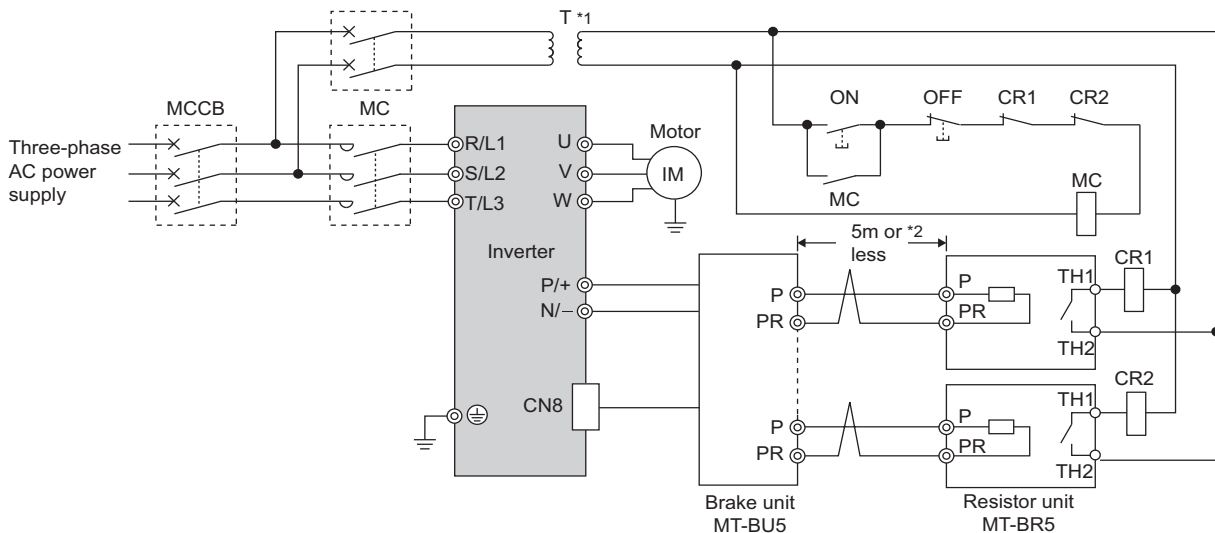 T *1
ON
OFF
CR1
CR2
MCCB
MC
Three-phase
AC power
supply
R/L1
S/L2
T/L3
U
V
W
Motor
IM
MC
MC
Inverter
5m or *2
less
P/+
N/−
P
PR
P
PR
TH1
TH2
CR1
CN8
P
PR
P
PR
TH1
TH2
CR2
Brake unit
MT-BU5
Resistor unit
MT-BR5